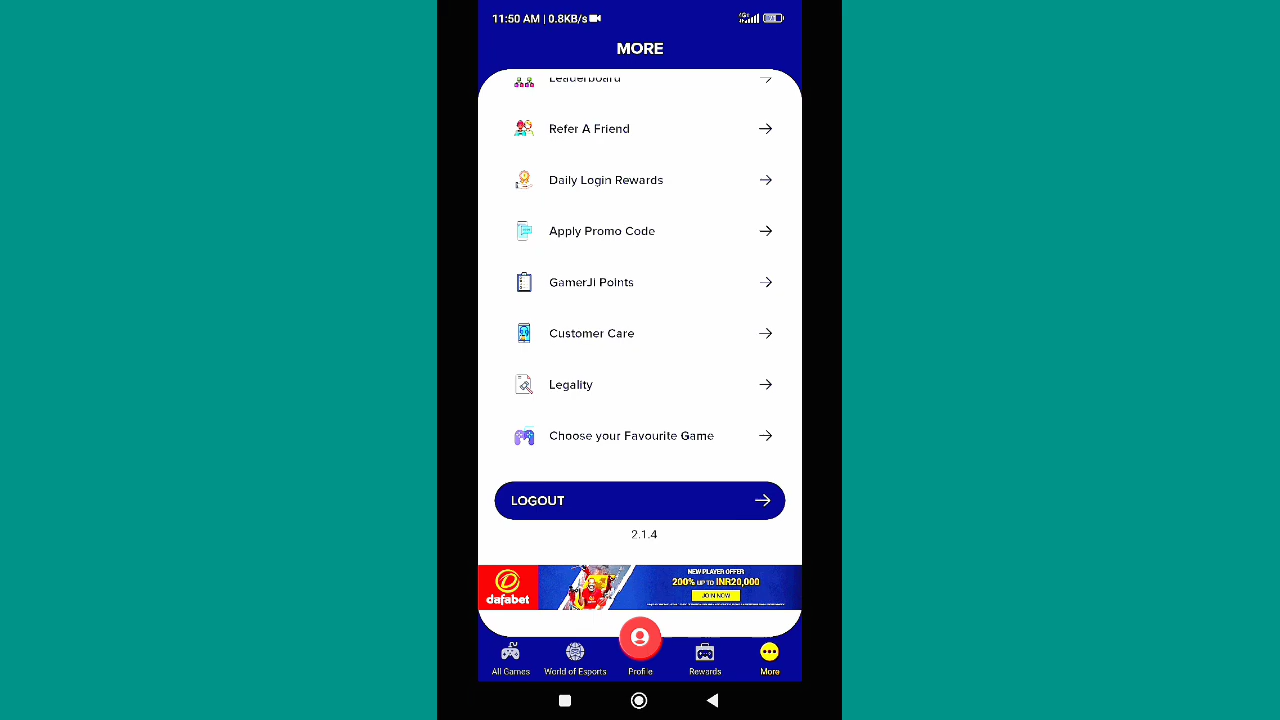 11:50 AM | 0.8KB/s
MORE
Leaderboard
Refer A Friend
Daily Login Rewards
Apply Promo Code
GamerJi Points
Customer Care
Legality
Choose your Favourite Game
LOGOUT
2.1.4
dafabet
NEW PLAYER OFFER
200% UP TO INR20,000
JOIN NOW
All Games
World of Esports
Profile
Rewards
More